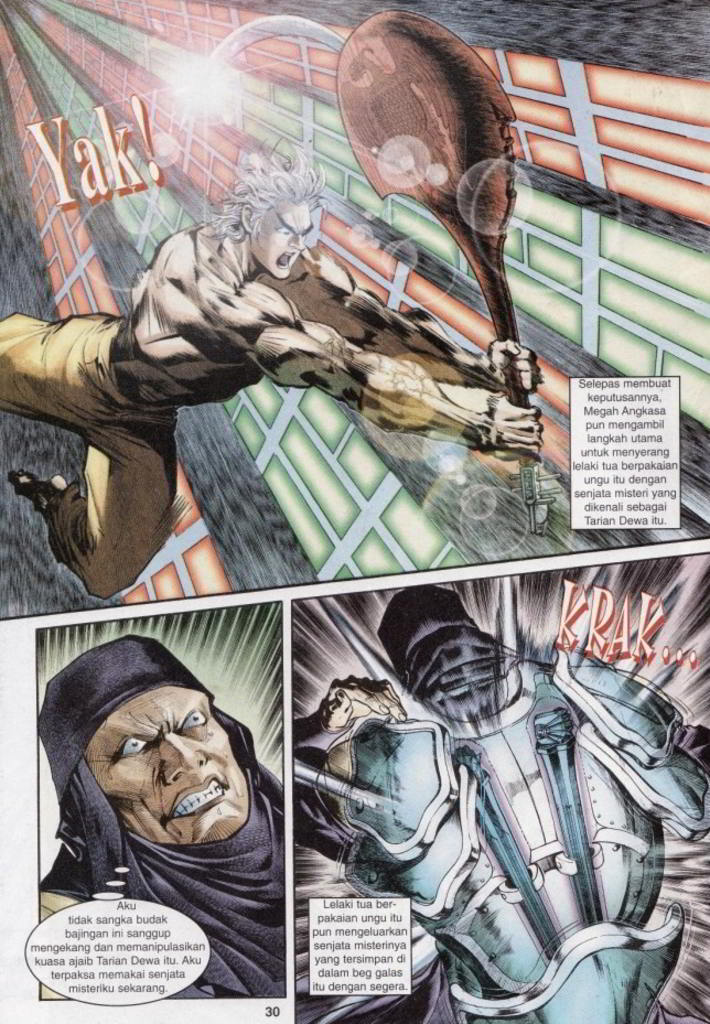 Yak!
Selepas membuat
keputusannya,
Megah Angkasa
pun mengambil
langkah utama
untuk menyerang
lelaki tua berpakaian
ungu itu dengan
senjata misteri yang
dikenali sebagai
Tarian Dewa itu.
Aku
tidak sangka budak
bajingan ini sanggup
mengekang dan memanipulasikan
kuasa ajaib Tarian Dewa itu. Aku
terpaksa memakai senjata
misteriku sekarang.
KRAK...
Lelaki tua ber-
pakaian ungu itu
pun mengeluarkan
senjata misterinya
yang tersimpan di
dalam beg galas
itu dengan segera.
30